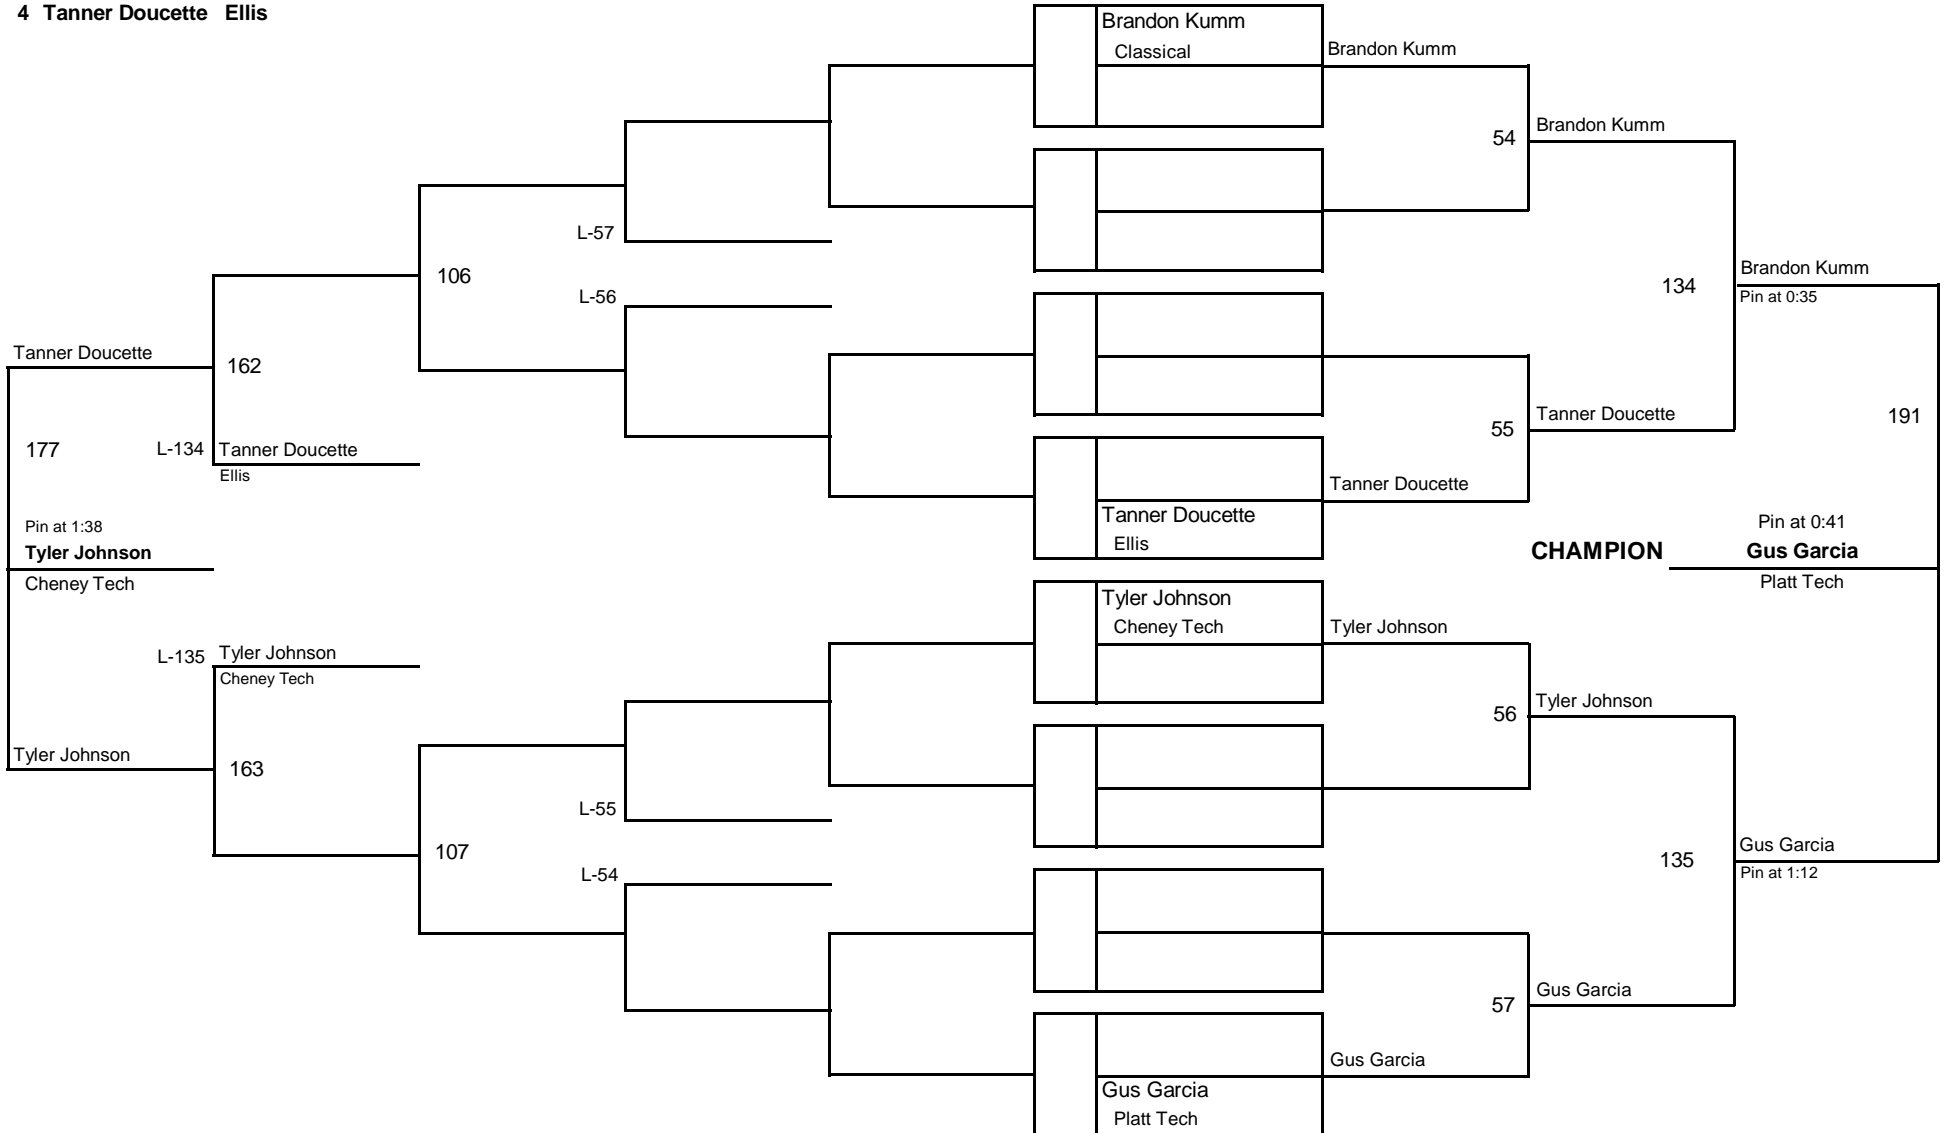 4 Tanner Doucette Ellis
Brandon Kumm
Classical
Brandon Kumm
54
Brandon Kumm
L-57
106
L-56
134
Brandon Kumm
Pin at 0:35
Tanner Doucette
162
177
L-134
Tanner Doucette
Ellis
55
Tanner Doucette
191
Tanner Doucette
Tanner Doucette
Ellis
Pin at 1:38
Tyler Johnson
Cheney Tech
CHAMPION
Pin at 0:41
Gus Garcia
Platt Tech
Tyler Johnson
Cheney Tech
Tyler Johnson
L-135
Tyler Johnson
Cheney Tech
56
Tyler Johnson
Tyler Johnson
163
L-55
107
L-54
135
Gus Garcia
Pin at 1:12
57
Gus Garcia
Gus Garcia
Gus Garcia
Platt Tech